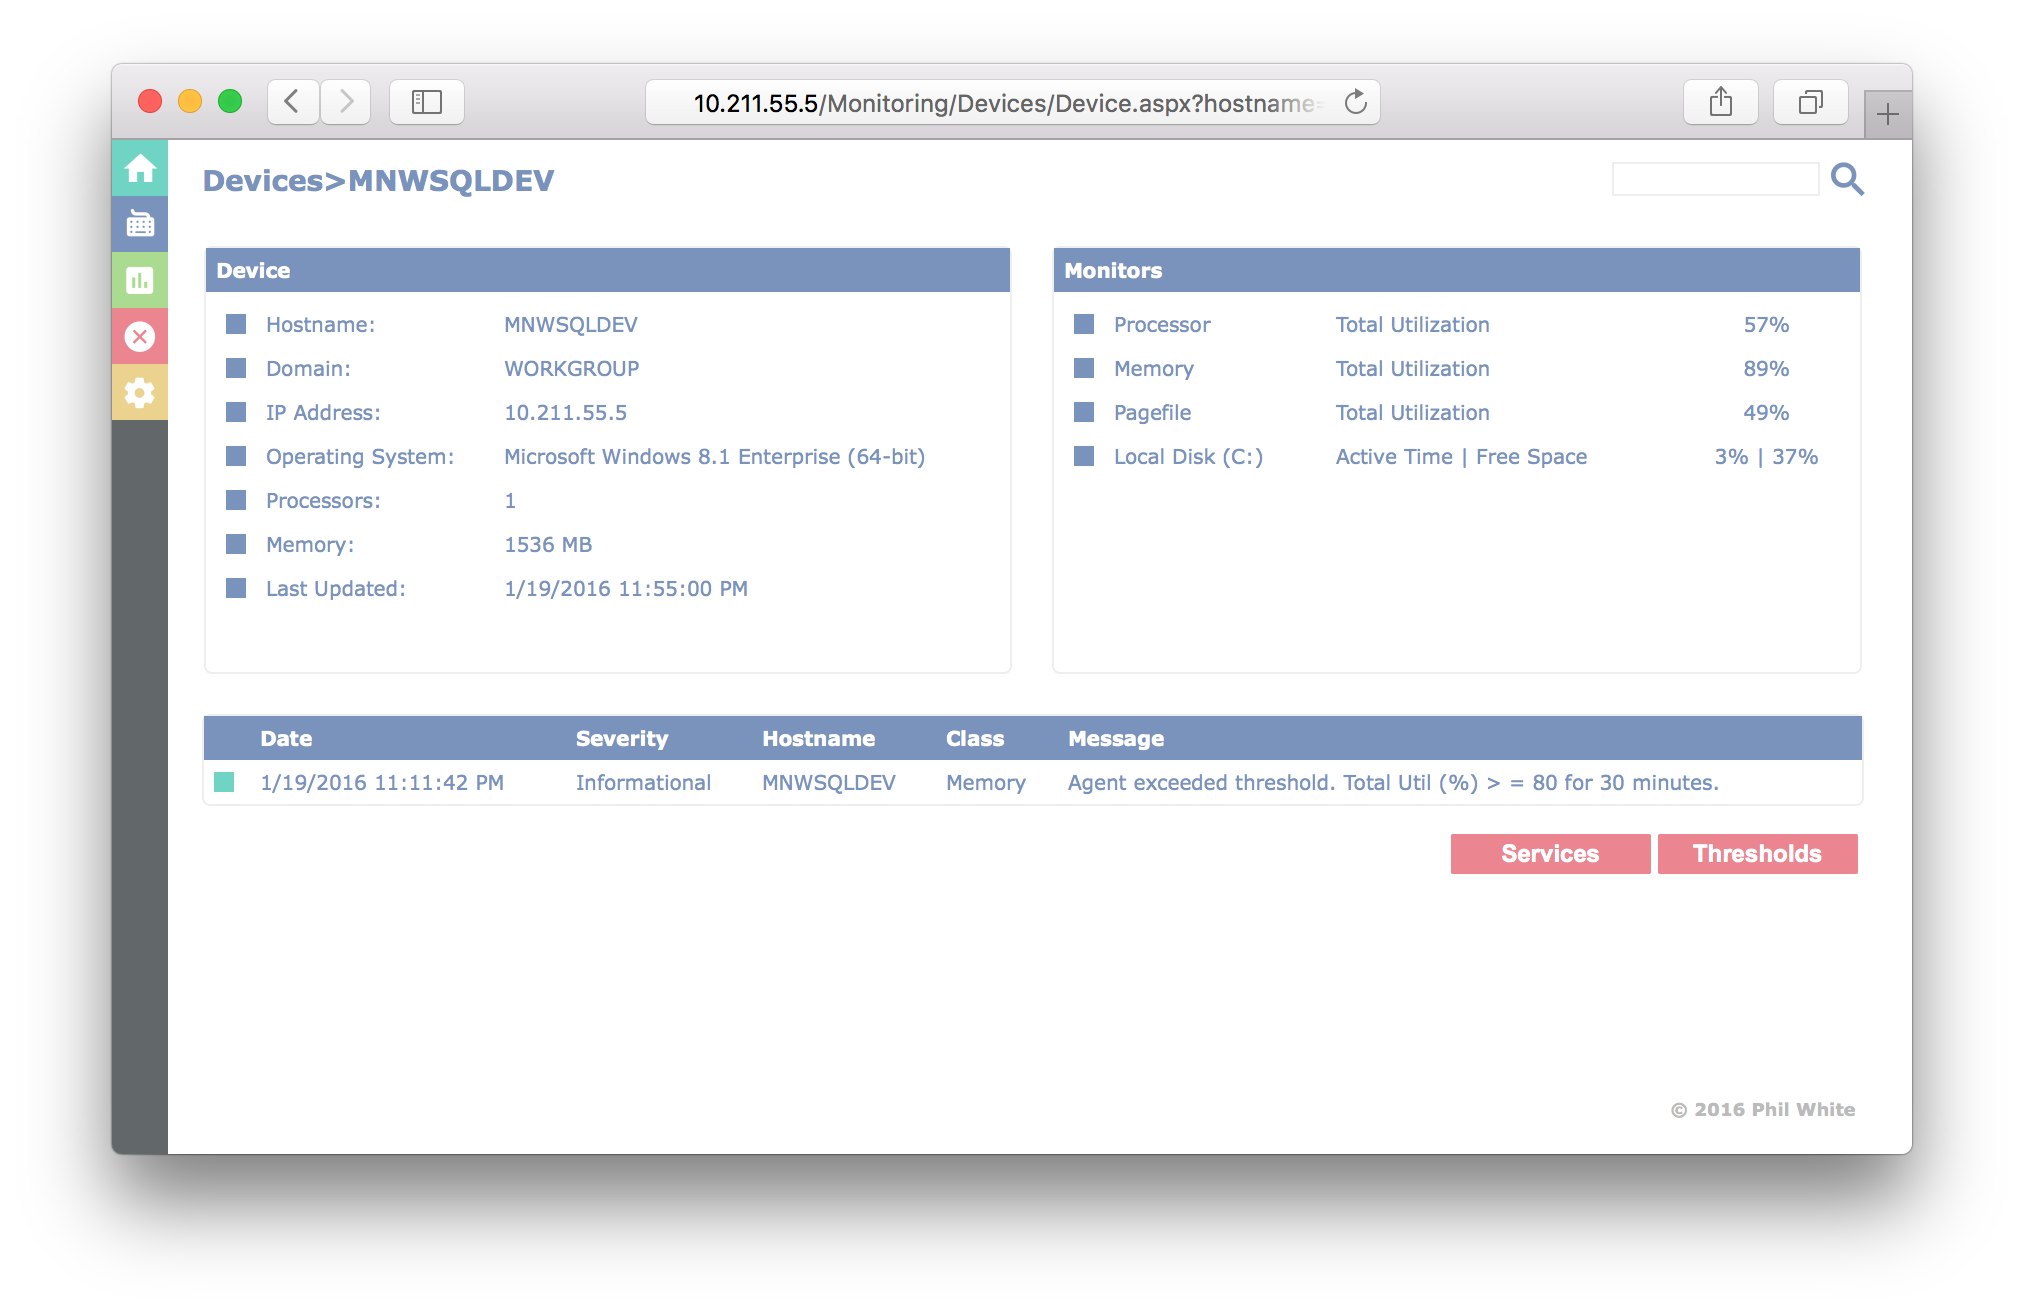 10.211.55.5/Monitoring/Devices/Device.aspx?hostname=
Devices>MNWSQLDEV
Device
Hostname: MNWSQLDEV
Domain: WORKGROUP
IP Address: 10.211.55.5
Operating System: Microsoft Windows 8.1 Enterprise (64-bit)
Processors: 1
Memory: 1536 MB
Last Updated: 1/19/2016 11:55:00 PM
Monitors
Processor Total Utilization 57%
Memory Total Utilization 89%
Pagefile Total Utilization 49%
Local Disk (C:) Active Time | Free Space 3% | 37%
Date Severity Hostname Class Message
1/19/2016 11:11:42 PM Informational MNWSQLDEV Memory Agent exceeded threshold. Total Util (%) > = 80 for 30 minutes.
Services Thresholds
© 2016 Phil White